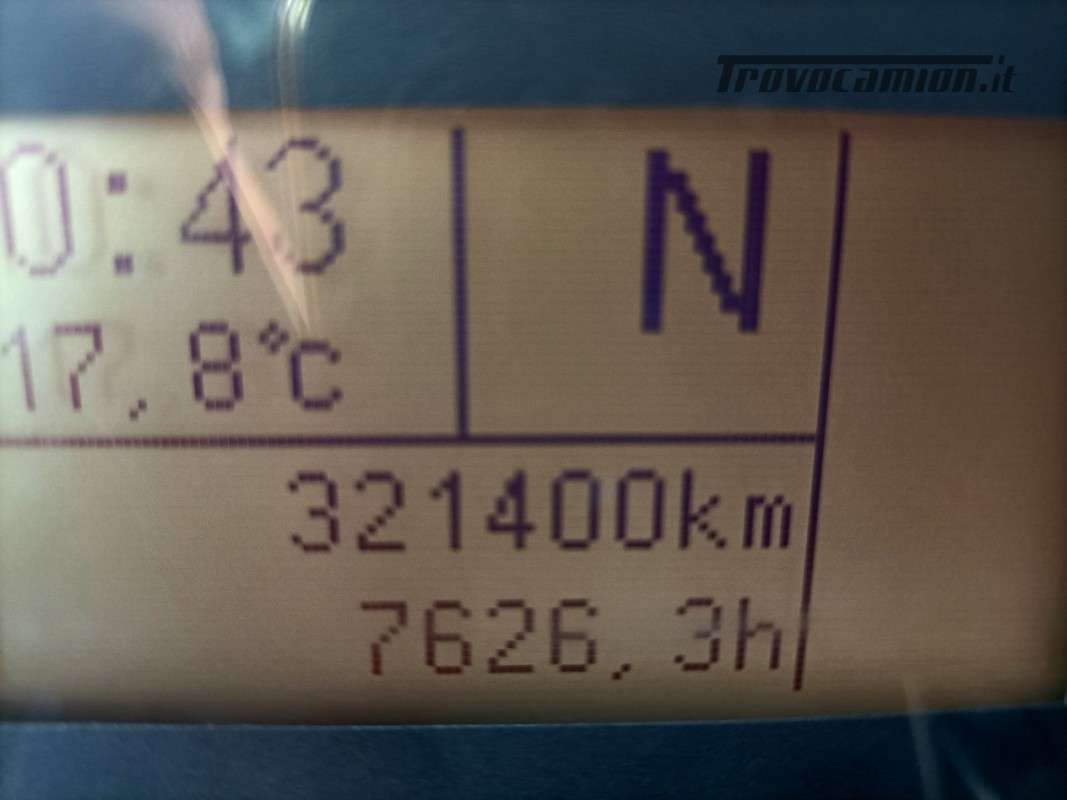 Trovocamion.it
0:43
N
17,8°C
321400km
7626,3h